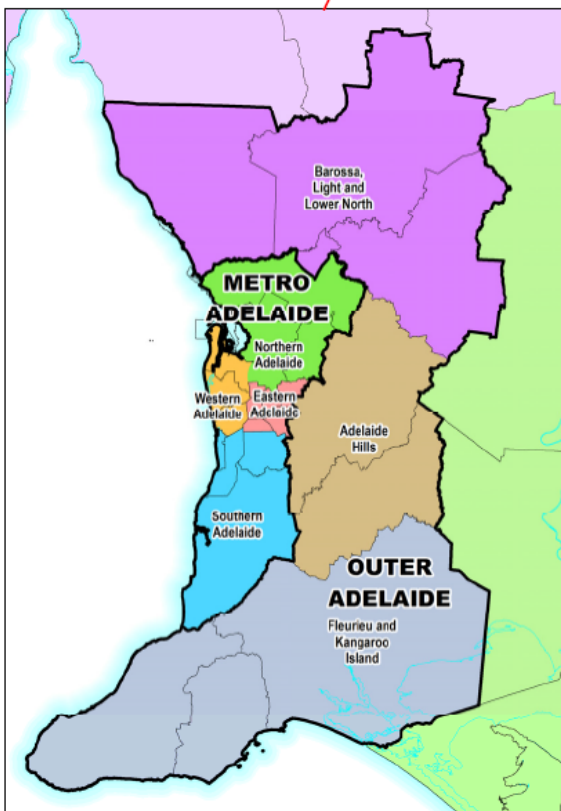 Barossa,
Light and
Lower North
METRO
ADELAIDE
Northern
Adelaide
Western
Adelaide
Eastern
Adelaide
Adelaide
Hills
Southern
Adelaide
OUTER
ADELAIDE
Fleurieu and
Kangaroo
Island